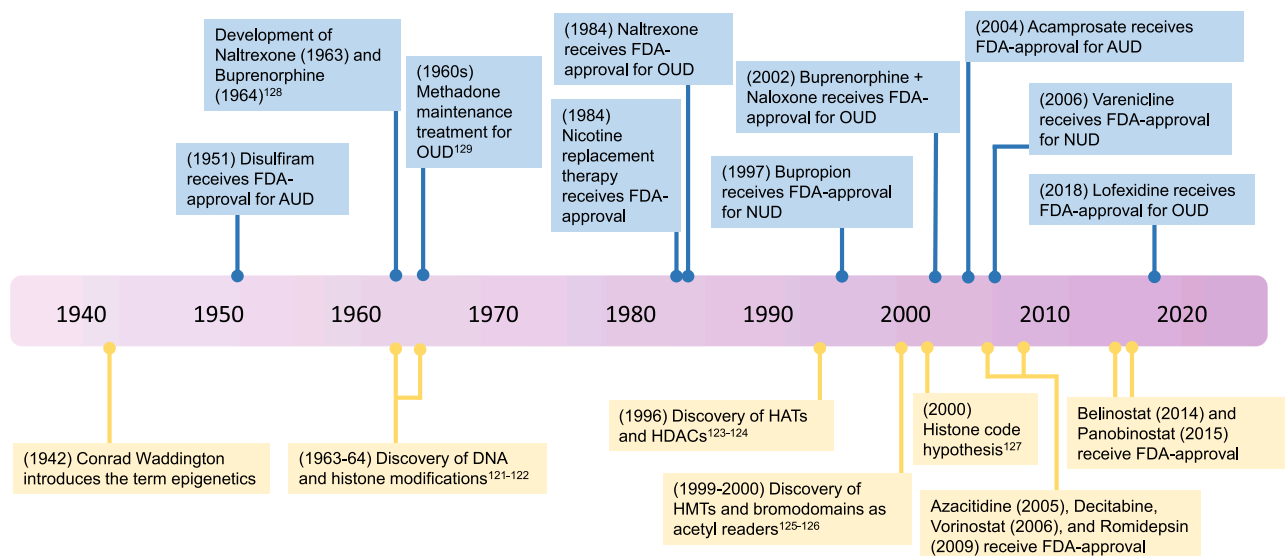 Development of
Naltrexone (1963) and
Buprenorphine
(1964)¹²⁸
(1951) Disulfiram
receives FDA-
approval for AUD
(1960s)
Methadone
maintenance
treatment for
OUD¹²⁹
(1984) Naltrexone
receives FDA-
approval for OUD
(1984)
Nicotine
replacement
therapy
receives FDA-
approval
(2002) Buprenorphine +
Naloxone receives FDA-
approval for OUD
(1997) Bupropion
receives FDA-approval
for NUD
(2004) Acamprosate receives
FDA-approval for AUD
(2006) Varenicline
receives FDA-approval
for NUD
(2018) Lofexidine receives
FDA-approval for OUD
1940 1950 1960 1970 1980 1990 2000 2010 2020
(1942) Conrad Waddington
introduces the term epigenetics
(1963-64) Discovery of DNA
and histone modifications¹²¹⁻¹²²
(1996) Discovery of HATs
and HDACs¹²³⁻¹²⁴
(1999-2000) Discovery of
HMTs and bromodomains as
acetyl readers¹²⁵⁻¹²⁶
(2000)
Histone code
hypothesis¹²⁷
Azacitidine (2005), Decitabine,
Vorinostat (2006), and Romidepsin
(2009) receive FDA-approval
Belinostat (2014) and
Panobinostat (2015)
receive FDA-approval